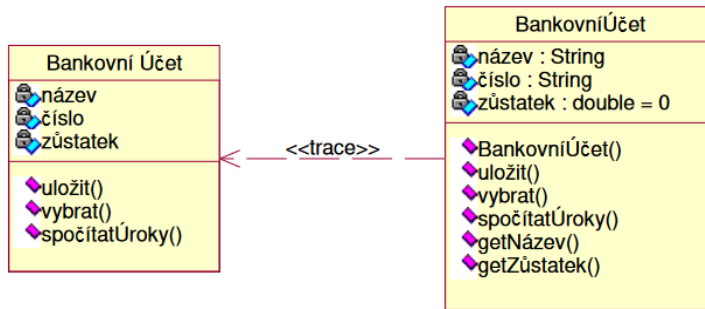 Bankovní Účet
název
číslo
zůstatek
uložit()
vybrat()
spočítatÚroky()
<<trace>>
BankovníÚčet
název : String
číslo : String
zůstatek : double = 0
BankovníÚčet()
uložit()
vybrat()
spočítatÚroky()
getNázev()
getZůstatek()